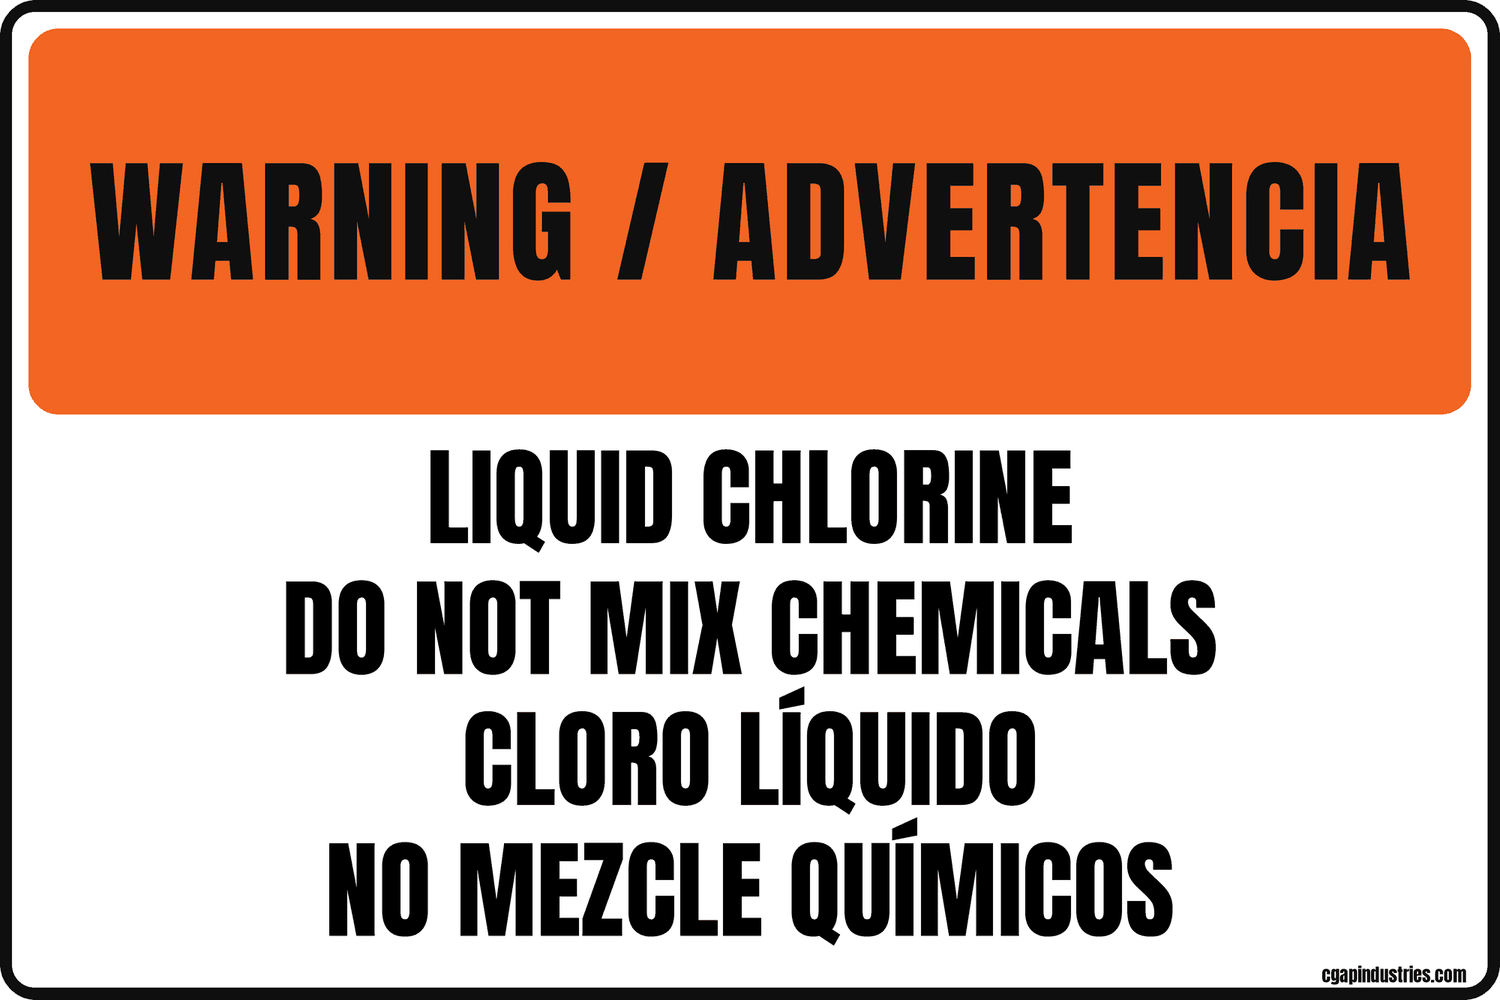 WARNING / ADVERTENCIA
LIQUID CHLORINE
DO NOT MIX CHEMICALS
CLORO LÍQUIDO
NO MEZCLE QUÍMICOS
cgapindustries.com